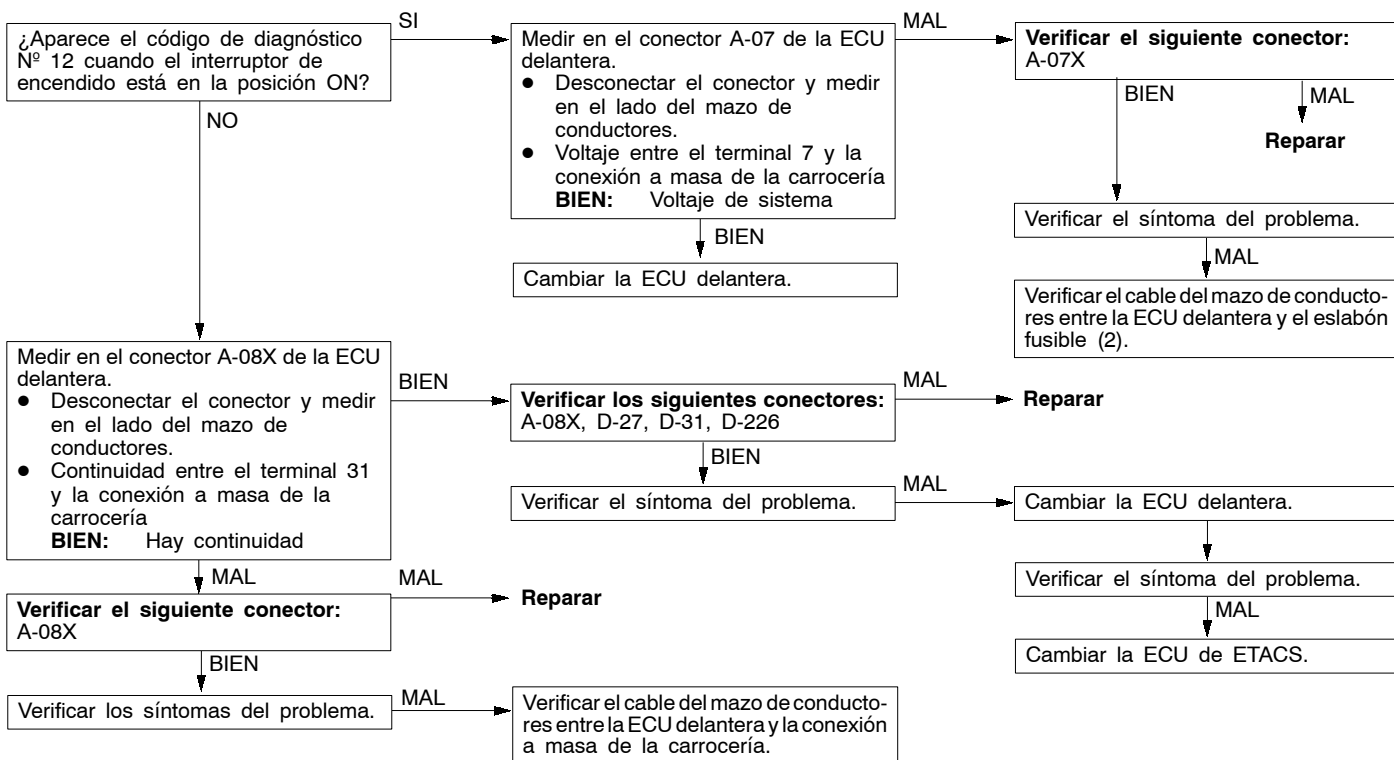 ¿Aparece el código de diagnóstico
Nº 12 cuando el interruptor de
encendido está en la posición ON?
SI
Medir en el conector A-07 de la ECU
delantera.
● Desconectar el conector y medir
en el lado del mazo de
conductores.
● Voltaje entre el terminal 7 y la
conexión a masa de la carrocería
BIEN: Voltaje de sistema
MAL
Verificar el siguiente conector:
A-07X
BIEN
MAL
Reparar
NO
BIEN
Cambiar la ECU delantera.
Verificar el síntoma del problema.
MAL
Verificar el cable del mazo de conducto-
res entre la ECU delantera y el eslabón
fusible (2).
Medir en el conector A-08X de la ECU
delantera.
● Desconectar el conector y medir
en el lado del mazo de
conductores.
● Continuidad entre el terminal 31
y la conexión a masa de la
carrocería
BIEN: Hay continuidad
BIEN
Verificar los siguientes conectores:
A-08X, D-27, D-31, D-226
MAL
Reparar
BIEN
Verificar el síntoma del problema.
MAL
Cambiar la ECU delantera.
Verificar el síntoma del problema.
MAL
Cambiar la ECU de ETACS.
MAL
Verificar el siguiente conector:
A-08X
MAL
Reparar
BIEN
Verificar los síntomas del problema.
MAL
Verificar el cable del mazo de conducto-
res entre la ECU delantera y la conexión
a masa de la carrocería.